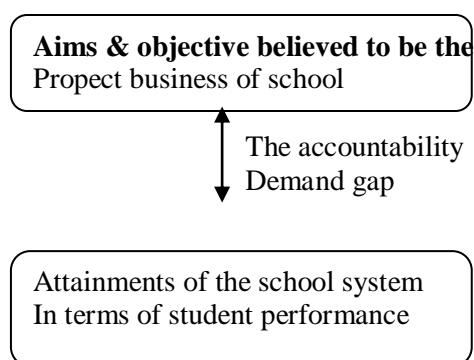 Aims & objective believed to be the
Propect business of school
The accountability
Demand gap
Attainments of the school system
In terms of student performance